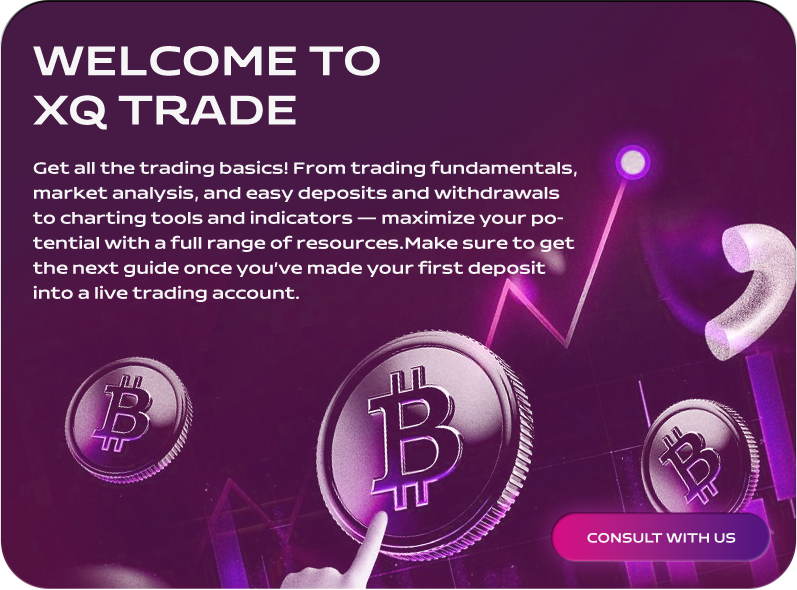 WELCOME TO
XQ TRADE
Get all the trading basics! From trading fundamentals,
market analysis, and easy deposits and withdrawals
to charting tools and indicators — maximize your po-
tential with a full range of resources.Make sure to get
the next guide once you've made your first deposit
into a live trading account.
CONSULT WITH US